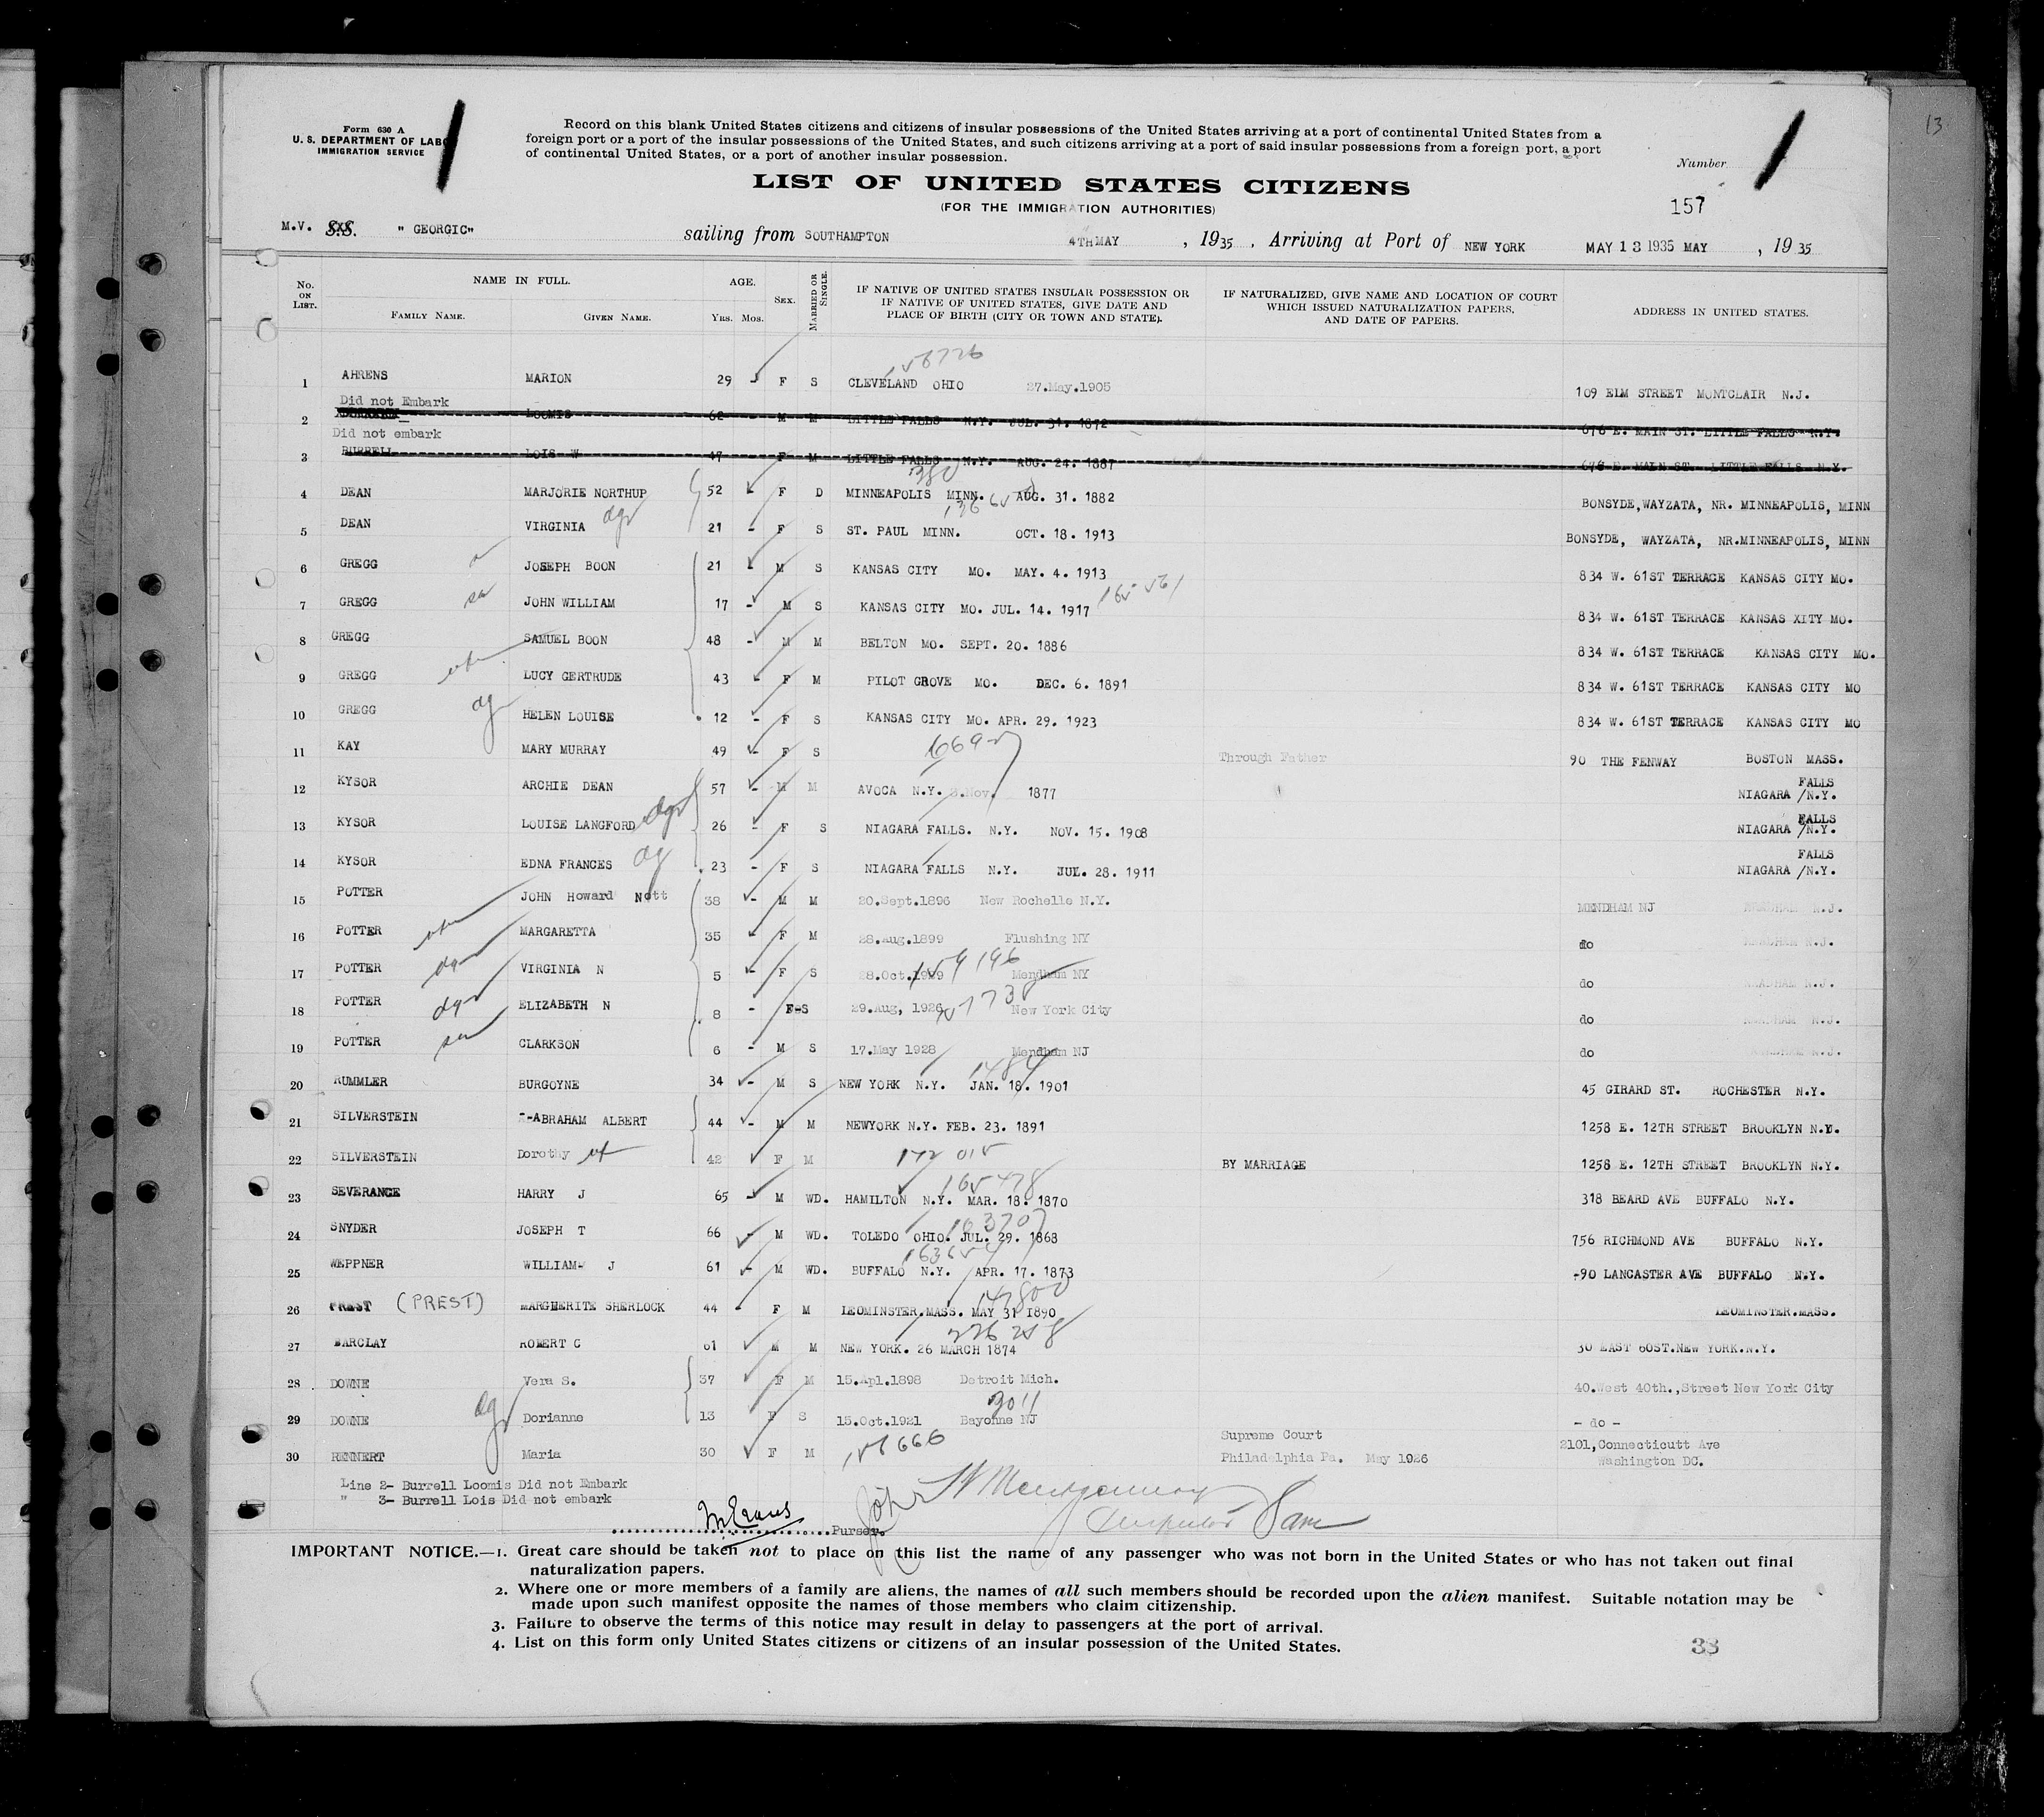 13
Form 630 A
U. S. DEPARTMENT OF LABO
IMMIGRATION SERVICE
Record on this blank United States citizens and citizens of insular possessions of the United States arriving at a port of continental United States from a
foreign port or a port of the insular possessions of the United States, and such citizens arriving at a port of said insular possessions from a foreign port, a port
of continental United States, or a port of another insular possession.
Number
157
LIST OF UNITED STATES CITIZENS
(FOR THE IMMIGRATION AUTHORITIES)
M.V. S.S. " GEORGIC" sailing from SOUTHAMPTON 4TH MAY , 1935 , Arriving at Port of NEW YORK MAY 13 1935 MAY , 1935
No. ON LIST. NAME IN FULL. FAMILY NAME. GIVEN NAME. AGE. YRS. MOS. SEX. MARRIED OR SINGLE. IF NATIVE OF UNITED STATES INSULAR POSSESSION OR IF NATIVE OF UNITED STATES, GIVE DATE AND PLACE OF BIRTH (CITY OR TOWN AND STATE). IF NATURALIZED, GIVE NAME AND LOCATION OF COURT WHICH ISSUED NATURALIZATION PAPERS, AND DATE OF PAPERS. ADDRESS IN UNITED STATES.
1 AHRENS MARION 29 - F S CLEVELAND OHIO 27.May.1905 109 ELM STREET MONTCLAIR N.J.
Did not Embark
2 LOOMIS 62 - M M LITTLE FALLS N.Y. JUL. 31. 1872 678 E. MAIN ST. LITTLE FALLS N.Y.
Did not embark
3 BURRELL LOIS W 47 - F M LITTLE FALLS N.Y. AUG. 24. 1887 678 E. MAIN ST. LITTLE FALLS N.Y.
380
4 DEAN MARJORIE NORTHUP 52 - F D MINNEAPOLIS MINN. AUG. 31. 1882 BONSYDE,WAYZATA, NR. MINNEAPOLIS, MINN
5 DEAN VIRGINIA dgr 21 - F S ST. PAUL MINN. OCT. 18. 1913 BONSYDE, WAYZATA, NR.MINNEAPOLIS, MINN
6 GREGG JOSEPH BOON 21 - M S KANSAS CITY MO. MAY. 4. 1913 834 W. 61ST TERRACE KANSAS CITY MO.
7 GREGG JOHN WILLIAM 17 - M S KANSAS CITY MO. JUL. 14. 1917 834 W. 61ST TERRACE KANSAS XITY MO.
8 GREGG SAMUEL BOON 48 - M M BELTON MO. SEPT. 20. 1886 834 W. 61ST TERRACE KANSAS CITY MO.
9 GREGG LUCY GERTRUDE 43 - F M PILOT GROVE MO. DEC. 6. 1891 834 W. 61ST TERRACE KANSAS CITY MO
10 GREGG HELEN LOUISE 12 - F S KANSAS CITY MO. APR. 29. 1923 834 W. 61ST TERRACE KANSAS CITY MO
11 KAY MARY MURRAY 49 - F S Through Father 90 THE FENWAY BOSTON MASS.
12 KYSOR ARCHIE DEAN 57 - M M AVOCA N.Y. 3.Nov. 1877 NIAGARA / FALLS N.Y.
13 KYSOR LOUISE LANGFORD dgr 26 - F S NIAGARA FALLS. N.Y. NOV. 15. 1908 NIAGARA / FALLS N.Y.
14 KYSOR EDNA FRANCES 23 - F S NIAGARA FALLS N.Y. JUL. 28. 1911 NIAGARA / FALLS N.Y.
15 POTTER JOHN Howard Nott 38 - M M 20.Sept.1896 New Rochelle N.Y. MENDHAM NJ
16 POTTER MARGARETTA 35 - F M 28.Aug.1899 Flushing NY do
17 POTTER VIRGINIA N 5 - F S 28.Oct.1929 159196 Mendham NY do
18 POTTER dgr ELIZABETH N 8 - F-S 29.Aug, 1926 New York City do
19 POTTER CLARKSON 6 - M S 17.May 1928 Mendham NJ do
20 RUMMLER BURGOYNE 34 - M S NEW YORK N.Y. JAN. 18. 1901 45 GIRARD ST. ROCHESTER N.Y.
21 SILVERSTEIN ABRAHAM ALBERT 44 - M M NEWYORK N.Y. FEB. 23. 1891 1258 E. 12TH STREET BROOKLYN N.Y.
22 SILVERSTEIN Dorothy 42 F M 172 015 BY MARRIAGE 1258 E. 12TH STREET BROOKLYN N.Y.
165478
23 SEVERANCE HARRY J 65 - M WD. HAMILTON N.Y. MAR. 18. 1870 318 BEARD AVE BUFFALO N.Y.
163707
24 SNYDER JOSEPH T 66 - M WD. TOLEDO OHIO. JUL. 29. 1868 756 RICHMOND AVE BUFFALO N.Y.
25 WEPPNER WILLIAM- J 61 - M WD. BUFFALO N.Y. APR. 17. 1873 -90 LANCASTER AVE BUFFALO N.Y.
147800
26 PREST (PREST) MARGHERITE SHERLOCK 44 - F M LEOMINSTER.MASS. MAY 31 1890 LEOMINSTER.MASS.
27 BARCLAY ROBERT C 61 M M NEW YORK. 26 MARCH 1874 30 EAST 60ST.NEW YORK.N.Y.
28 DOWNE Vera S. 37 F M 15.Apl.1898 Detroit Mich. 40.West 40th.,Street New York City
29 DOWNE dgr Dorianne 13 F S 15.Oct.1921 Bayonne NJ - do -
30 RENNERT Maria 30 F M Supreme Court Philadelphia Pa. May 1926 2101,Connecticutt Ave Washington DC.
Line 2- Burrell Loomis Did not Embark
" 3- Burrell Lois Did not embark
Purser.
IMPORTANT NOTICE.—1. Great care should be taken not to place on this list the name of any passenger who was not born in the United States or who has not taken out final
naturalization papers.
2. Where one or more members of a family are aliens, the names of all such members should be recorded upon the alien manifest. Suitable notation may be
made upon such manifest opposite the names of those members who claim citizenship.
3. Failure to observe the terms of this notice may result in delay to passengers at the port of arrival.
4. List on this form only United States citizens or citizens of an insular possession of the United States.
38